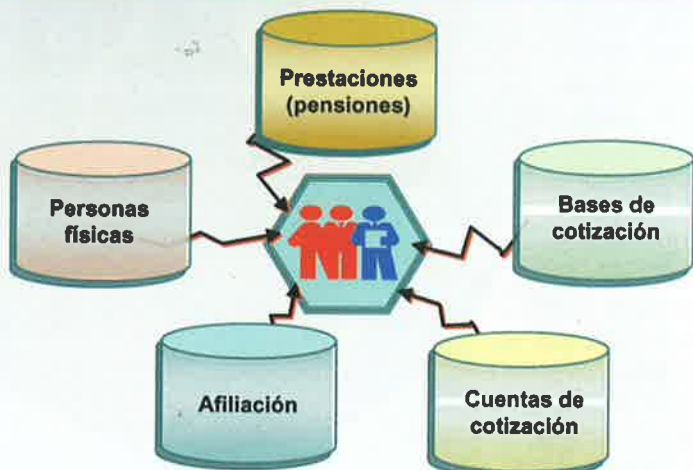 Prestaciones
(pensiones)
Personas
físicas
Bases de
cotización
Afiliación
Cuentas de
cotización